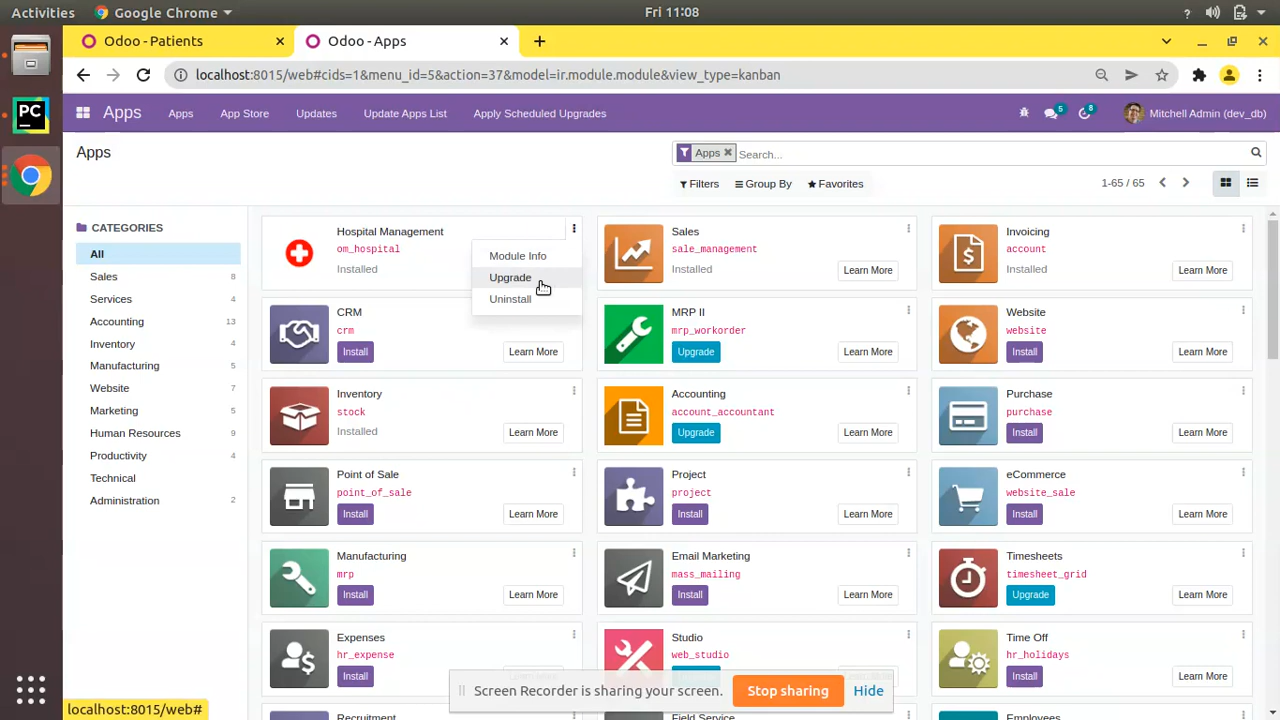 Activities Google Chrome Fri 11:08
Odoo - Patients Odoo - Apps
localhost:8015/web#cids=1&menu_id=5&action=37&model=ir.module.module&view_type=kanban
Apps Apps App Store Updates Update Apps List Apply Scheduled Upgrades 5 8 Mitchell Admin (dev_db)
Apps
Apps Search...
Filters Group By Favorites 1-65 / 65
CATEGORIES
All
Sales 8
Services 4
Accounting 13
Inventory 4
Manufacturing 5
Website 7
Marketing 5
Human Resources 9
Productivity 4
Technical
Administration 2
Hospital Management
om_hospital
Installed
Module Info
Upgrade
Uninstall
Sales
sale_management
Installed Learn More
Invoicing
account
Installed Learn More
CRM
crm
Install Learn More
MRP II
mrp_workorder
Upgrade Learn More
Website
website
Install Learn More
Inventory
stock
Installed Learn More
Accounting
account_accountant
Upgrade Learn More
Purchase
purchase
Install Learn More
Point of Sale
point_of_sale
Install Learn More
Project
project
Install Learn More
eCommerce
website_sale
Install Learn More
Manufacturing
mrp
Install Learn More
Email Marketing
mass_mailing
Install Learn More
Timesheets
timesheet_grid
Upgrade Learn More
Expenses
hr_expense
Install
Studio
web_studio
Time Off
hr_holidays
Install Learn More
Recruitment
Field Service
Employees
Screen Recorder is sharing your screen. Stop sharing Hide
localhost:8015/web#
PC